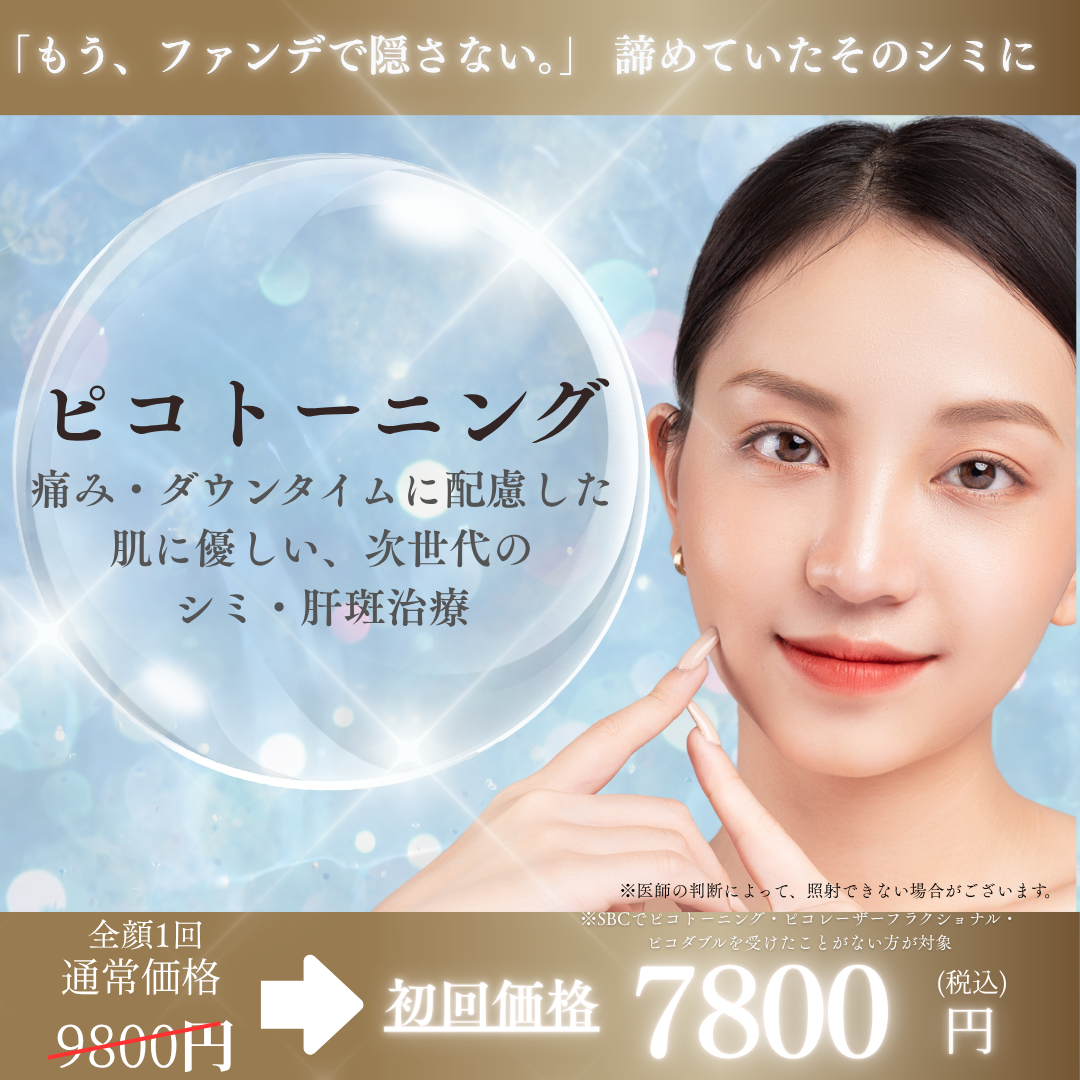 「もう、ファンデで隠さない。」 諦めていたそのシミに
ピコトーニング
痛み・ダウンタイムに配慮した
肌に優しい、次世代の
シミ・肝斑治療
※医師の判断によって、照射できない場合がございます。
※SBCでピコトーニング・ピコレーザーフラクショナル・
ピコダブルを受けたことがない方が対象
全顔1回
通常価格
9800円
初回価格
7800
(税込)
円